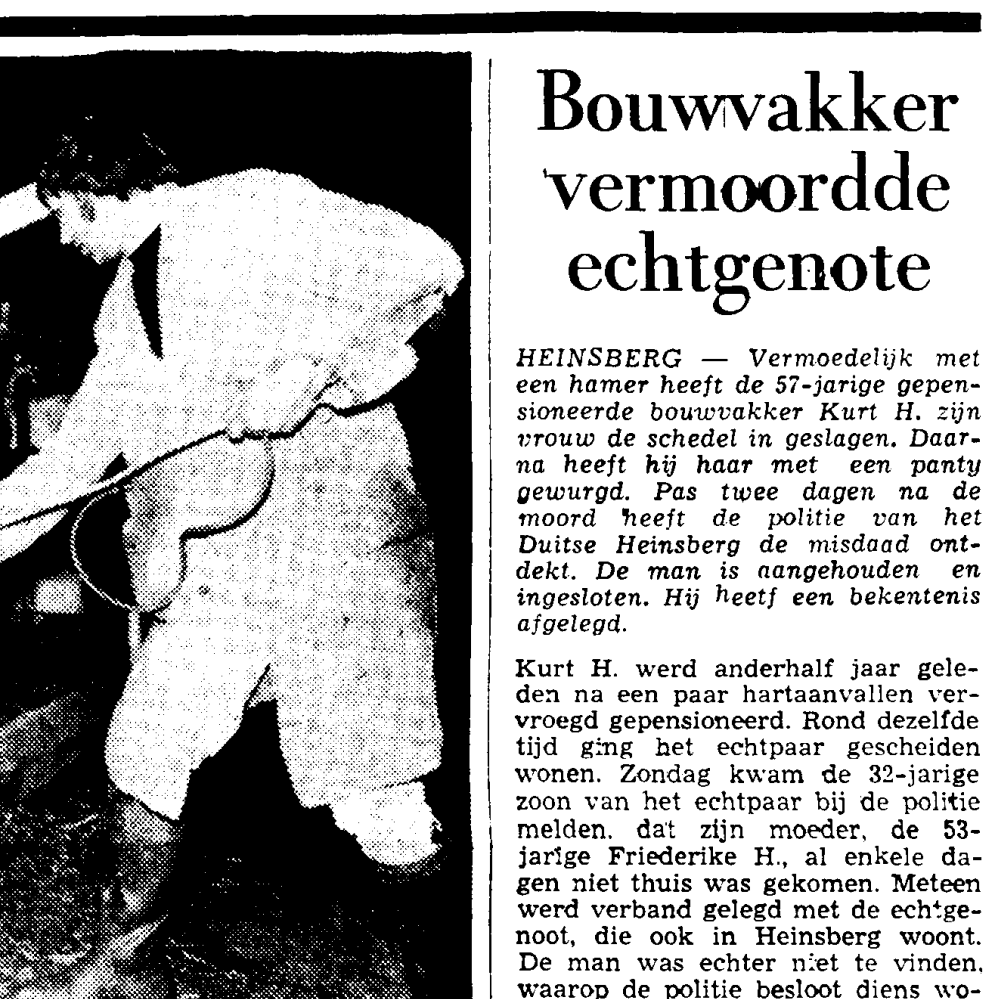 Bouwvakker
vermoordde
echtgenote
HEINSBERG — Vermoedelijk met
een hamer heeft de 57-jarige gepen-
sioneerde bouwvakker Kurt H. zijn
vrouw de schedel in geslagen. Daar-
na heeft hij haar met een panty
gewurgd. Pas twee dagen na de
moord heeft de politie van het
Duitse Heinsberg de misdaad ont-
dekt. De man is aangehouden en
ingesloten. Hij heetf een bekentenis
afgelegd.
Kurt H. werd anderhalf jaar gele-
den na een paar hartaanvallen ver-
vroegd gepensioneerd. Rond dezelfde
tijd ging het echtpaar gescheiden
wonen. Zondag kwam de 32-jarige
zoon van het echtpaar bij de politie
melden, dat zijn moeder, de 53-
jarige Friederike H., al enkele da-
gen niet thuis was gekomen. Meteen
werd verband gelegd met de echtge-
noot, die ook in Heinsberg woont.
De man was echter niet te vinden,
waarop de politie besloot diens wo-